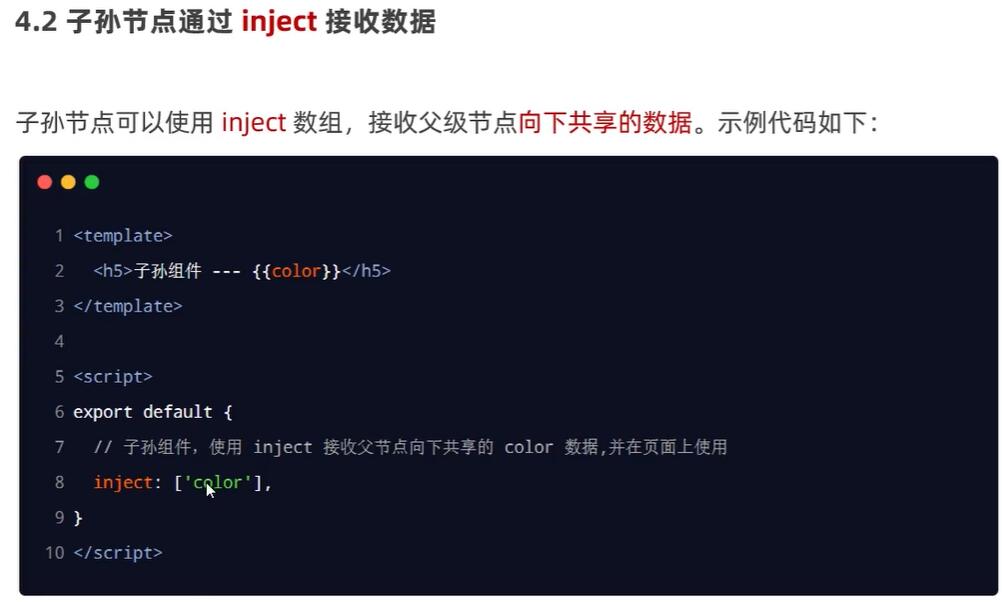 4.2 子孙节点通过 inject 接收数据
子孙节点可以使用 inject 数组，接收父级节点向下共享的数据。示例代码如下：
1 <template>
2   <h5>子孙组件 --- {{color}}</h5>
3 </template>
4
5 <script>
6 export default {
7   // 子孙组件，使用 inject 接收父节点向下共享的 color 数据,并在页面上使用
8   inject: ['color'],
9 }
10 </script>